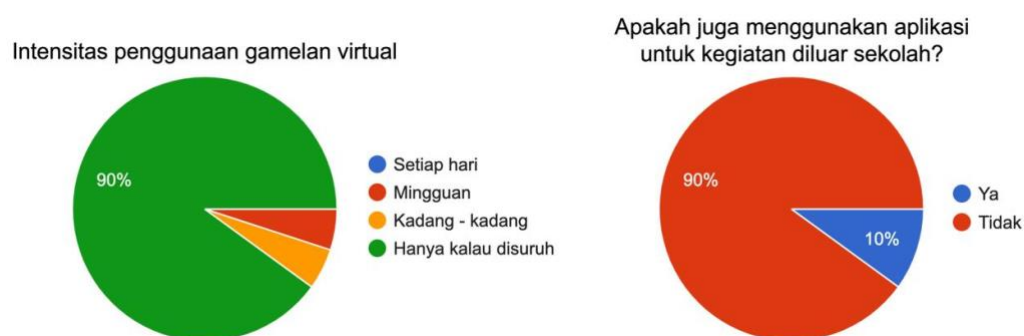 Intensitas penggunaan gamelan virtual
90%
Setiap hari
Mingguan
Kadang - kadang
Hanya kalau disuruh
Apakah juga menggunakan aplikasi
untuk kegiatan diluar sekolah?
90%
10%
Ya
Tidak